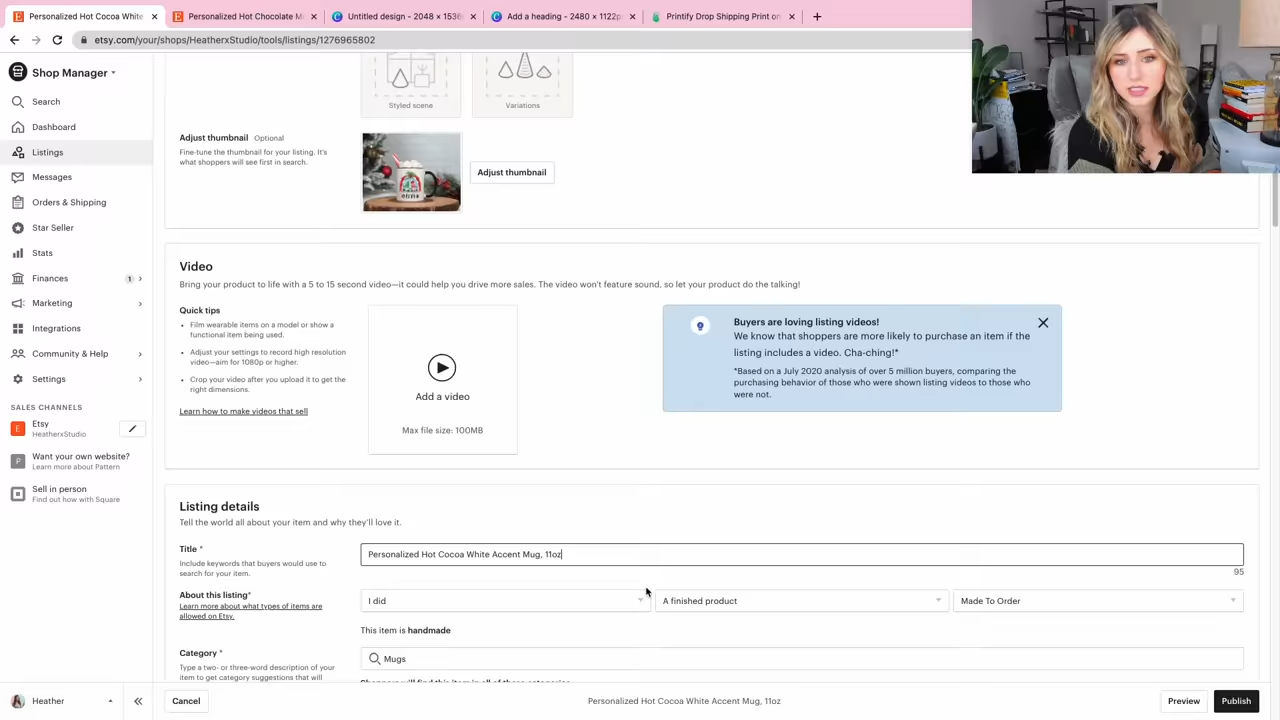 Personalized Hot Cocoa White
Personalized Hot Chocolate M
Untitled design - 2048 × 1536
Add a heading - 2480 × 1122p
Printify Drop Shipping Print on
etsy.com/your/shops/HeatherxStudio/tools/listings/1276965802
Shop Manager
Search
Dashboard
Listings
Messages
Orders & Shipping
Star Seller
Stats
Finances
1
Marketing
Integrations
Community & Help
Settings
SALES CHANNELS
Etsy
HeatherxStudio
Want your own website?
Learn more about Pattern
Sell in person
Find out how with Square
Heather
Styled scene
Variations
Adjust thumbnail Optional
Fine-tune the thumbnail for your listing. It's
what shoppers will see first in search.
Adjust thumbnail
Video
Bring your product to life with a 5 to 15 second video—it could help you drive more sales. The video won't feature sound, so let your product do the talking!
Quick tips
Film wearable items on a model or show a
functional item being used.
Adjust your settings to record high resolution
video—aim for 1080p or higher.
Crop your video after you upload it to get the
right dimensions.
Learn how to make videos that sell
Add a video
Max file size: 100MB
Buyers are loving listing videos!
We know that shoppers are more likely to purchase an item if the
listing includes a video. Cha-ching!*
*Based on a July 2020 analysis of over 5 million buyers, comparing the
purchasing behavior of those who were shown listing videos to those who
were not.
Listing details
Tell the world all about your item and why they'll love it.
Title *
Include keywords that buyers would use to
search for your item.
Personalized Hot Cocoa White Accent Mug, 11oz
95
About this listing*
Learn more about what types of items are
allowed on Etsy.
I did
A finished product
Made To Order
This item is handmade
Category *
Type a two- or three-word description of your
item to get category suggestions that will
Mugs
Shoppers will find this item in all of these categories
Cancel
Personalized Hot Cocoa White Accent Mug, 11oz
Preview
Publish